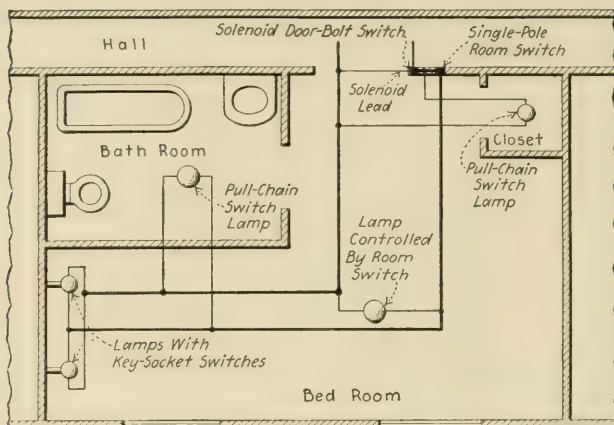 Hall
Solenoid Door-Bolt Switch
Single-Pole
Room Switch
Solenoid
Lead
Closet
Bath Room
Pull-Chain
Switch
Lamp
Pull-Chain
Switch
Lamp
Lamp
Controlled
By Room
Switch
Lamps With
Key-Socket Switches
Bed Room